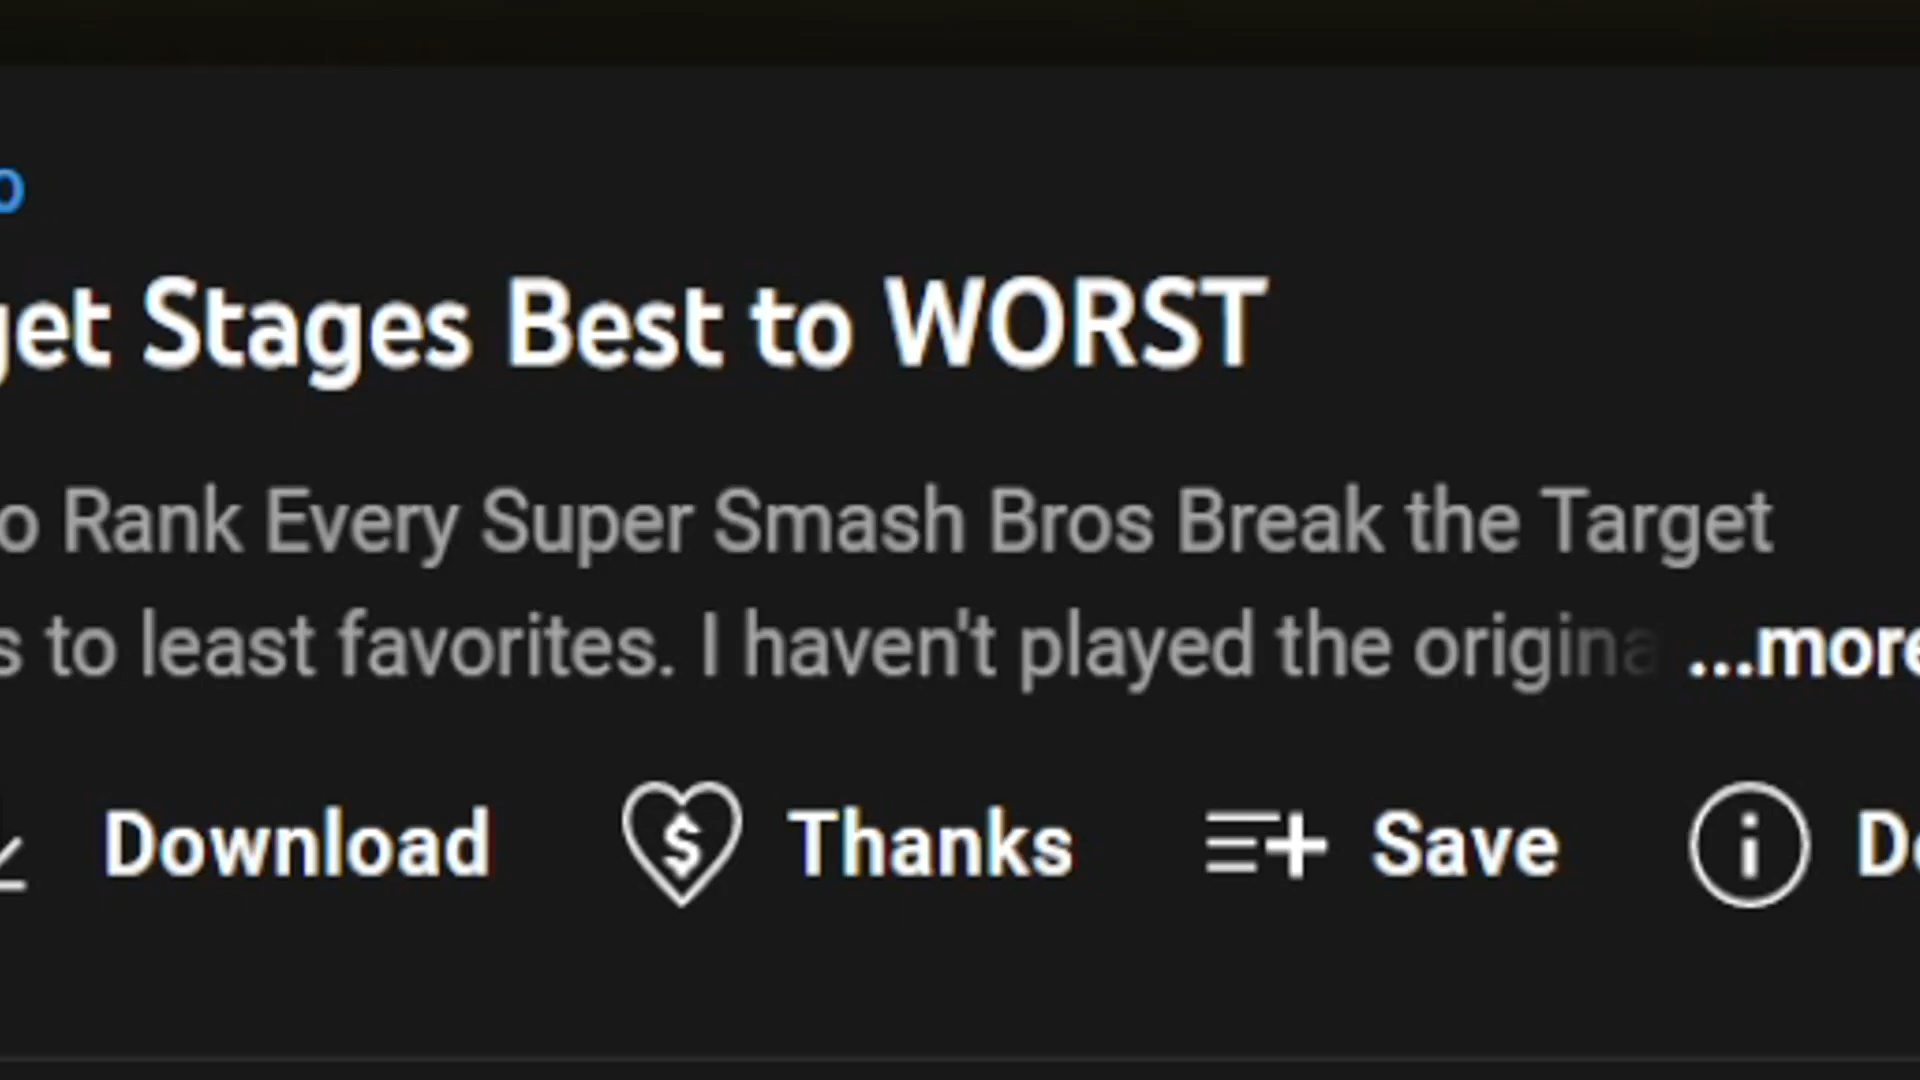 o
get Stages Best to WORST
o Rank Every Super Smash Bros Break the Target
s to least favorites. I haven't played the origina ...more
Download Thanks Save De